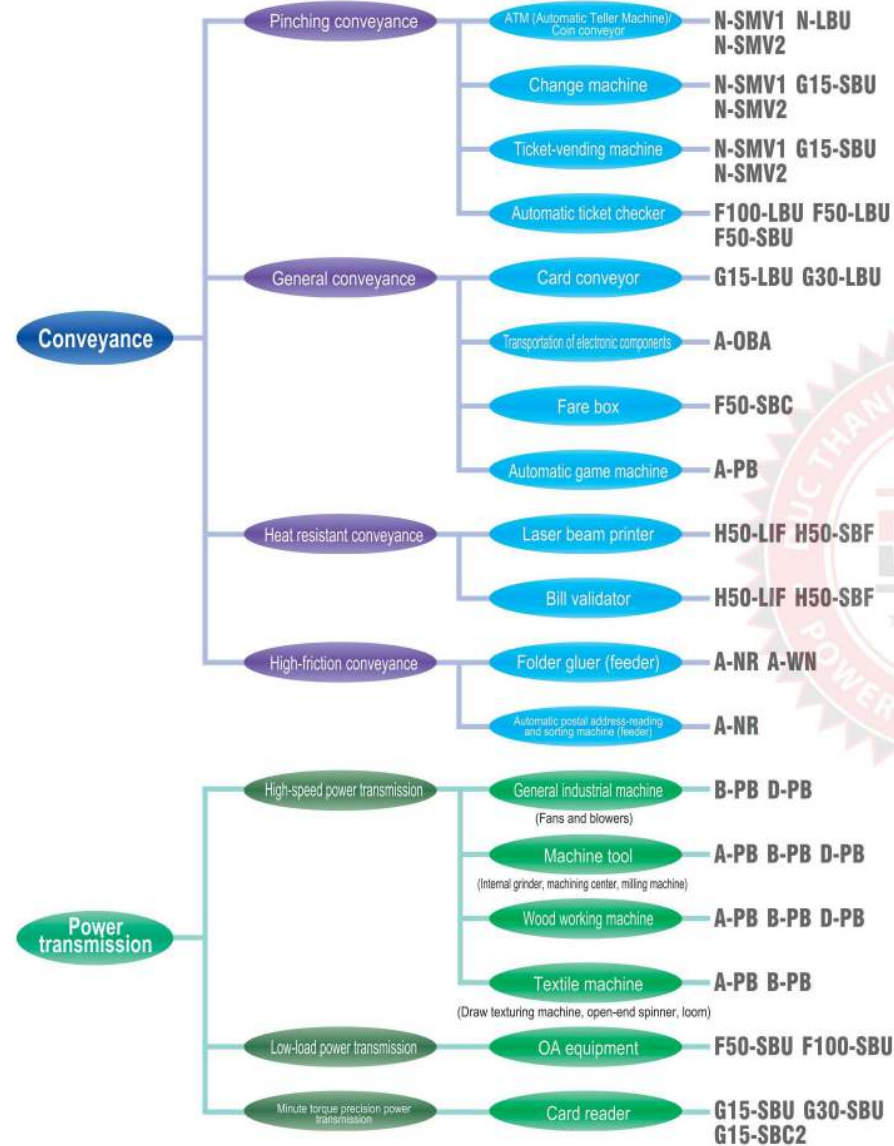 Pinching conveyance
ATM (Automatic Teller Machine)/
Coin conveyor
N-SMV1 N-LBU
N-SMV2
Change machine
N-SMV1 G15-SBU
N-SMV2
Ticket-vending machine
N-SMV1 G15-SBU
N-SMV2
Automatic ticket checker
F100-LBU F50-LBU
F50-SBU
General conveyance
Card conveyor
G15-LBU G30-LBU
Conveyance
Transportation of electronic components
A-OBA
Fare box
F50-SBC
Automatic game machine
A-PB
Heat resistant conveyance
Laser beam printer
H50-LIF H50-SBF
Bill validator
H50-LIF H50-SBF
High-friction conveyance
Folder gluer (feeder)
A-NR A-WN
Automatic postal address-reading
and sorting machine (feeder)
A-NR
High-speed power transmission
General industrial machine
(Fans and blowers)
B-PB D-PB
Machine tool
(Internal grinder, machining center, milling machine)
A-PB B-PB D-PB
Power
transmission
Wood working machine
A-PB B-PB D-PB
Textile machine
(Draw texturing machine, open-end spinner, loom)
A-PB B-PB
Low-load power transmission
OA equipment
F50-SBU F100-SBU
Minute torque precision power
transmission
Card reader
G15-SBU G30-SBU
G15-SBC2